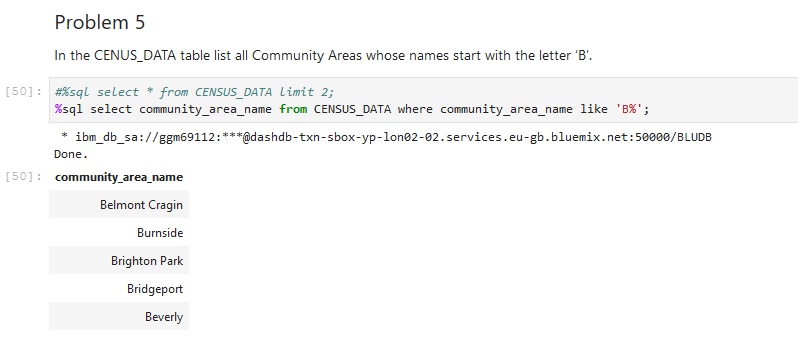 Problem 5
In the CENUS_DATA table list all Community Areas whose names start with the letter ‘B’.
[50]: #%sql select * from CENSUS_DATA limit 2;
%sql select community_area_name from CENSUS_DATA where community_area_name like 'B%';
* ibm_db_sa://ggm69112:***@dashdb-txn-sbox-yp-lon02-02.services.eu-gb.bluemix.net:50000/BLUDB
Done.
[50]: community_area_name
Belmont Cragin
Burnside
Brighton Park
Bridgeport
Beverly